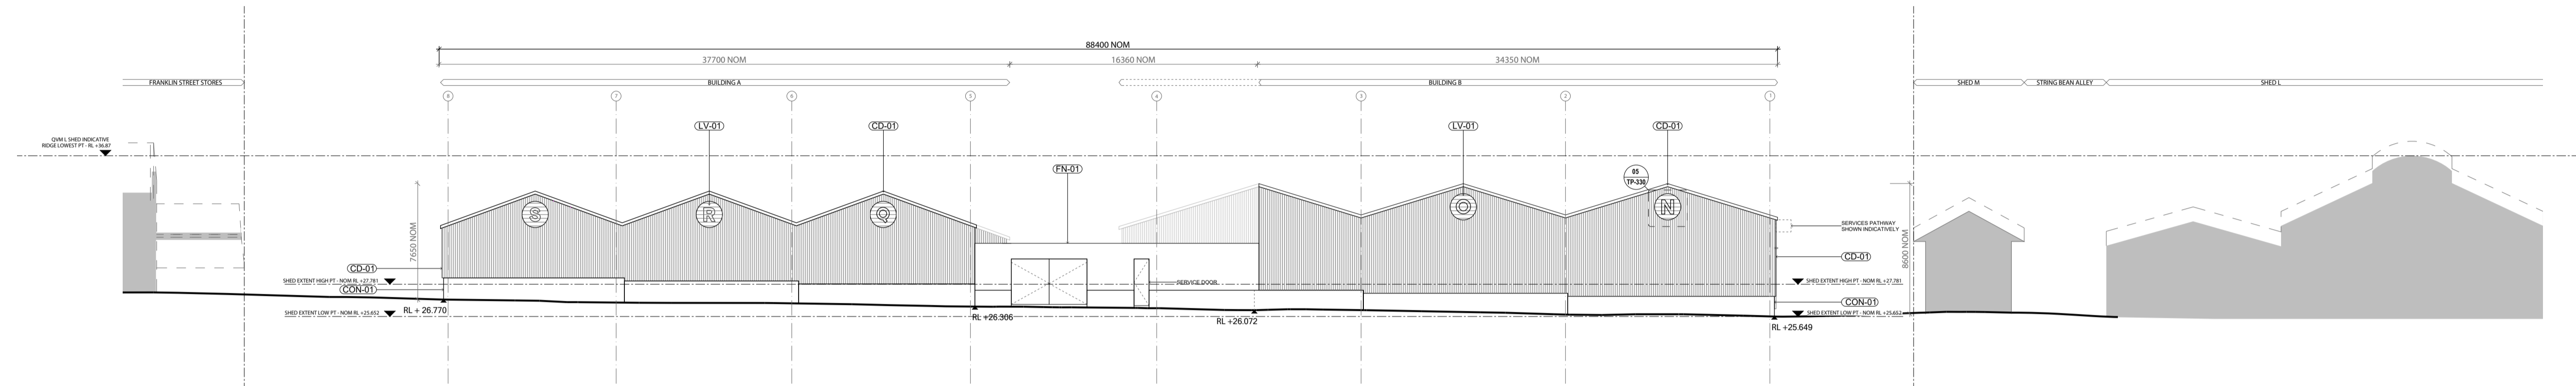 88400 NOM
37700 NOM
16360 NOM
34350 NOM
FRANKLIN STREET STORES
BUILDING A
BUILDING B
SHED M
STRING BEAN ALLEY
SHED L
8
7
6
5
4
3
2
1
LV-01
CD-01
LV-01
CD-01
QVM L SHED INDICATIVE
RIDGE LOWEST PT - RL +36.87
FN-01
05
TP-330
S
R
Q
O
N
7650 NOM
8600 NOM
SERVICES PATHWAY
SHOWN INDICATIVELY
CD-01
CD-01
SHED EXTENT HIGH PT - NOM RL +27.781
SERVICE DOOR
SHED EXTENT HIGH PT - NOM RL +27.781
CON-01
CON-01
SHED EXTENT LOW PT - NOM RL +25.652
RL + 26.770
RL +26.306
RL +26.072
SHED EXTENT LOW PT - NOM RL +25.652
RL +25.649